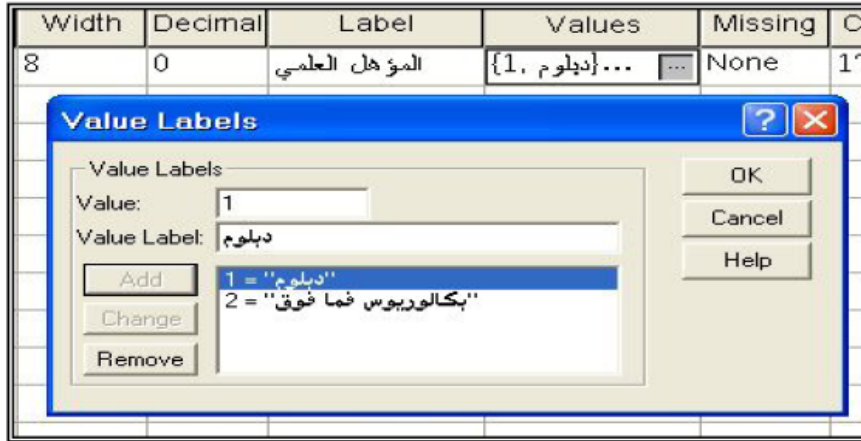 Width Decimal Label Values Missing C
8 0 المؤهل العلمي {1, دبلوم}... ... None
Value Labels
Value Labels
Value: 1
Value Label: دبلوم
OK
Cancel
Help
Add
Change
Remove
1 = "دبلوم"
2 = "بكالوريوس فما فوق"